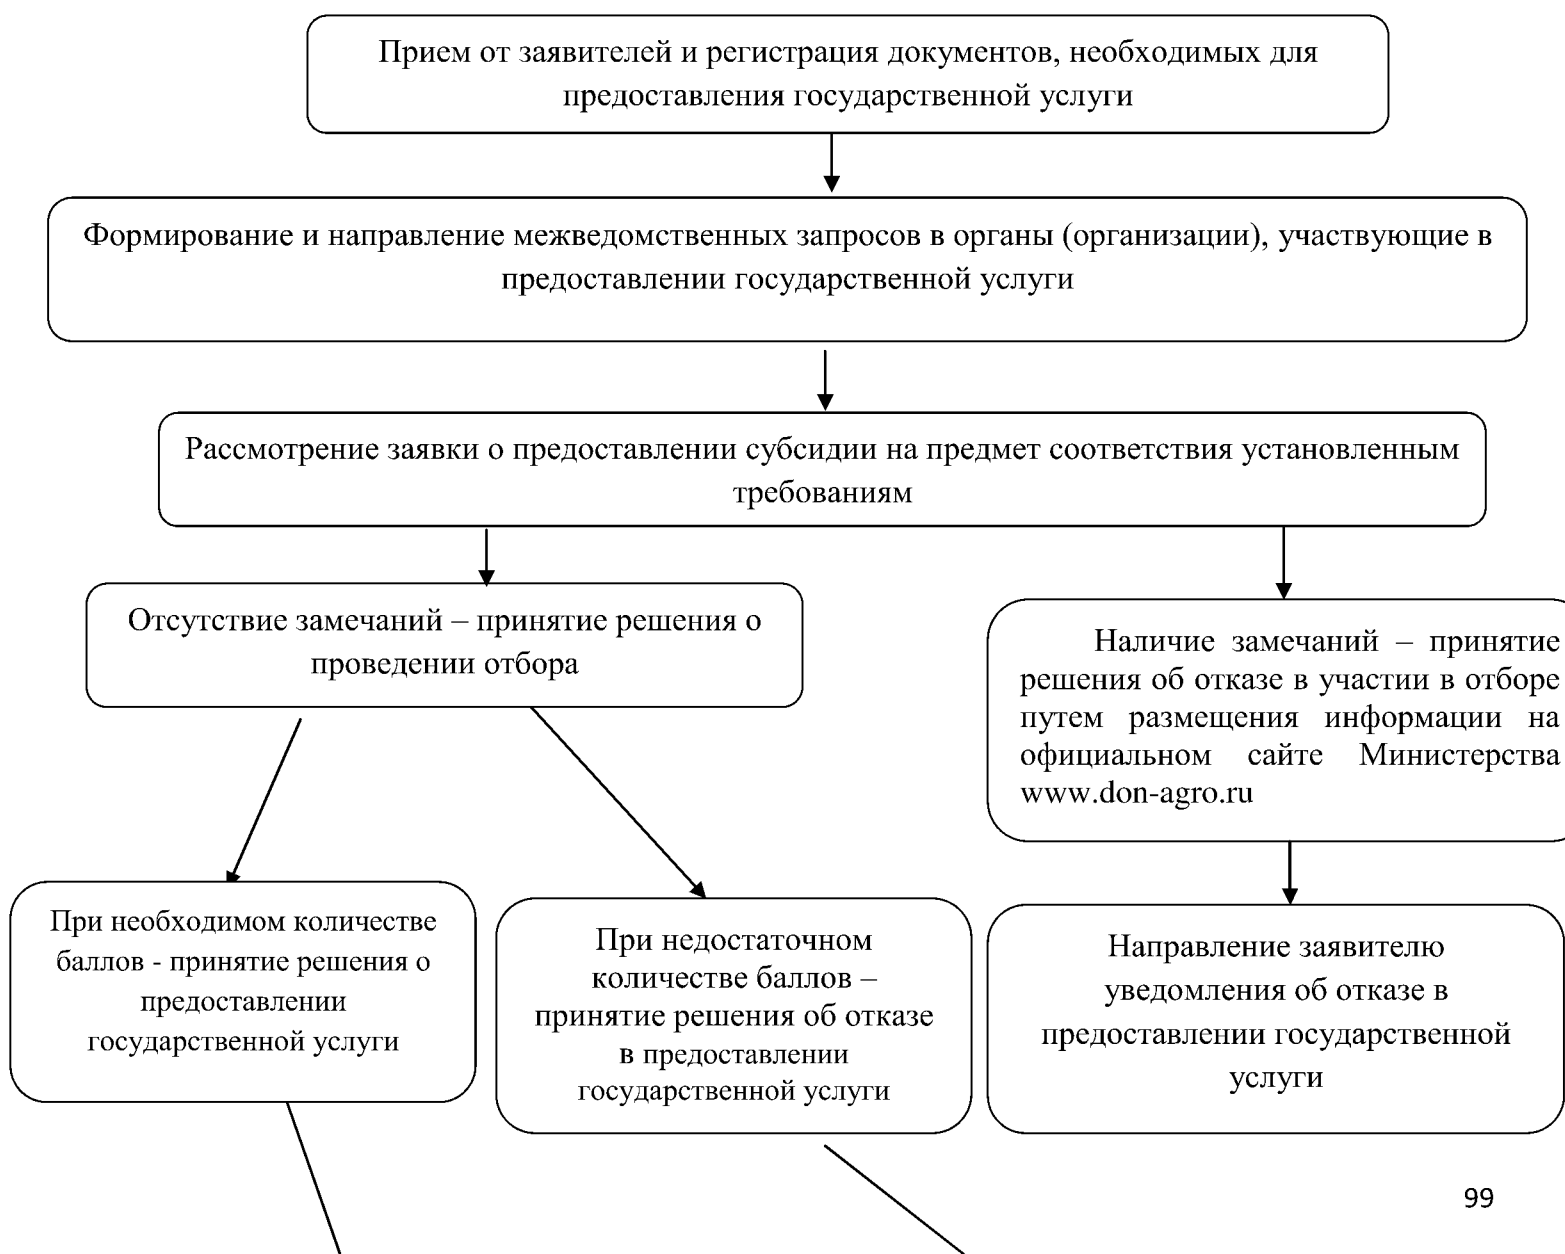 Прием от заявителей и регистрация документов, необходимых для
предоставления государственной услуги
Формирование и направление межведомственных запросов в органы (организации), участвующие в
предоставлении государственной услуги
Рассмотрение заявки о предоставлении субсидии на предмет соответствия установленным
требованиям
Отсутствие замечаний – принятие решения о
проведении отбора
Наличие замечаний – принятие
решения об отказе в участии в отборе
путем размещения информации на
официальном сайте Министерства
www.don-agro.ru
При необходимом количестве
баллов - принятие решения о
предоставлении
государственной услуги
При недостаточном
количестве баллов –
принятие решения об отказе
в предоставлении
государственной услуги
Направление заявителю
уведомления об отказе в
предоставлении государственной
услуги
99